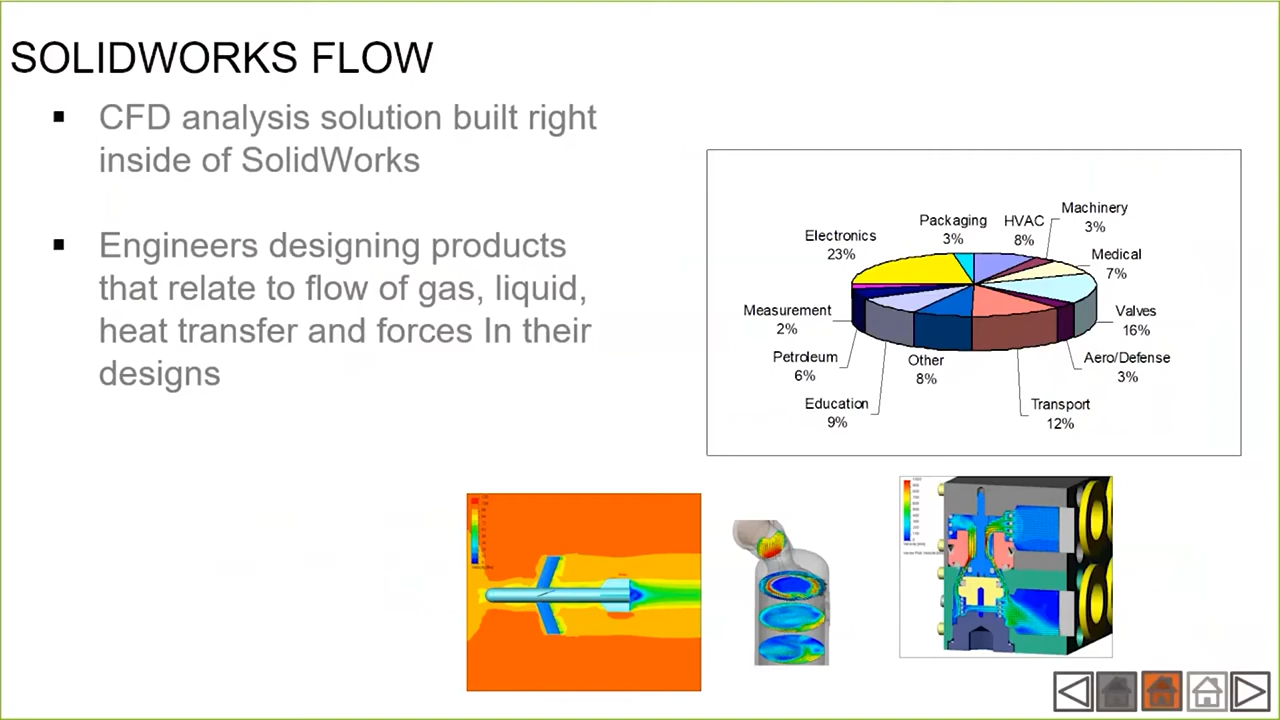 SOLIDWORKS FLOW
CFD analysis solution built right
inside of SolidWorks
Engineers designing products
that relate to flow of gas, liquid,
heat transfer and forces In their
designs
Machinery
3%
Packaging
3%
HVAC
8%
Electronics
23%
Medical
7%
Measurement
2%
Valves
16%
Petroleum
6%
Other
8%
Aero/Defense
3%
Education
9%
Transport
12%